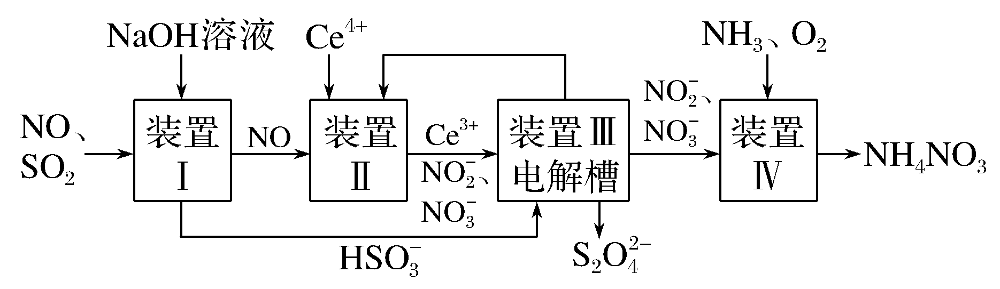 NaOH溶液
Ce⁴⁺
NH₃、O₂
NO、
SO₂
装置
Ⅰ
NO
装置
Ⅱ
Ce³⁺
NO₂⁻、
NO₃⁻
装置Ⅲ
电解槽
NO₂⁻、
NO₃⁻
装置
Ⅳ
NH₄NO₃
HSO₃⁻
S₂O₄²⁻